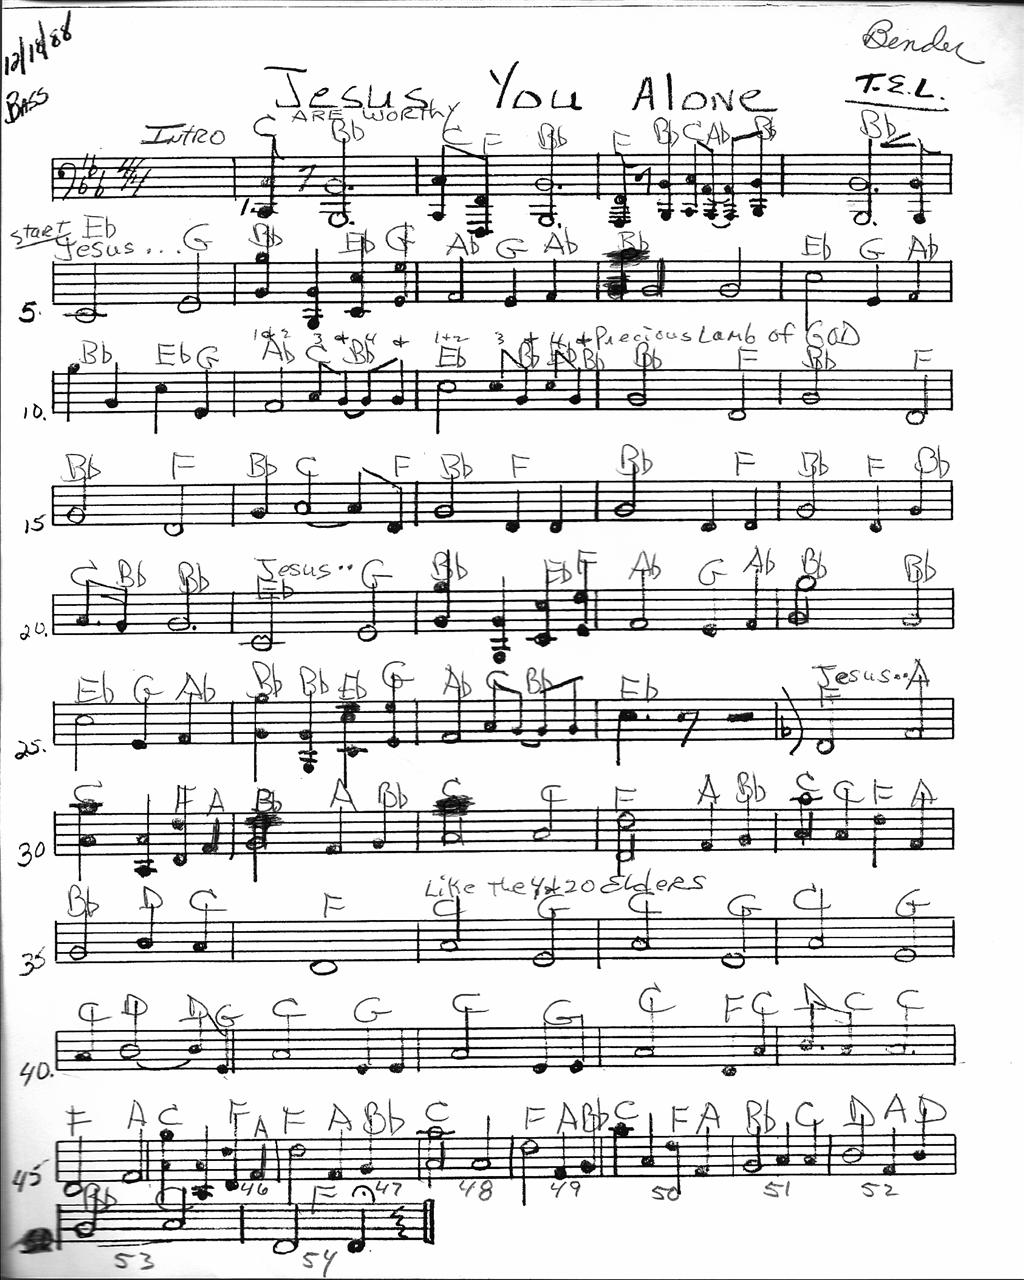 12/18/88
Bender
BASS
Jesus You Alone
ARE WORTHY
T.E.L.
INTRO C Bb C F Bb F Bb C Ab Bb Bb
4/4
1.
START Eb G Bb Eb G Ab G Ab Bb Eb G Ab
Jesus...
5.
1&2 3 & 4 & 1+2 3 & 4 & Precious Lamb of GOD
Bb Eb G Ab C Bb Eb Bb Bb Bb F Bb F
10.
Bb F Bb C F Bb F Bb F Bb F Bb
15
Jesus..
C Bb Bb Eb G Bb Eb F Ab G Ab Bb Bb
20.
Jesus..
Eb G Ab Bb Bb Eb G Ab C Bb Eb F A
25.
C F A Bb A Bb C C F A Bb C C F A
30
Like The 4 & 20 Elders
Bb D C F C G C G C G
35
C D D G C G C G C F C D C C
40.
F A C F A F A Bb C F A Bb C F A Bb C D A D
45 46 47 48 49 50 51 52
Bb C F
53 54